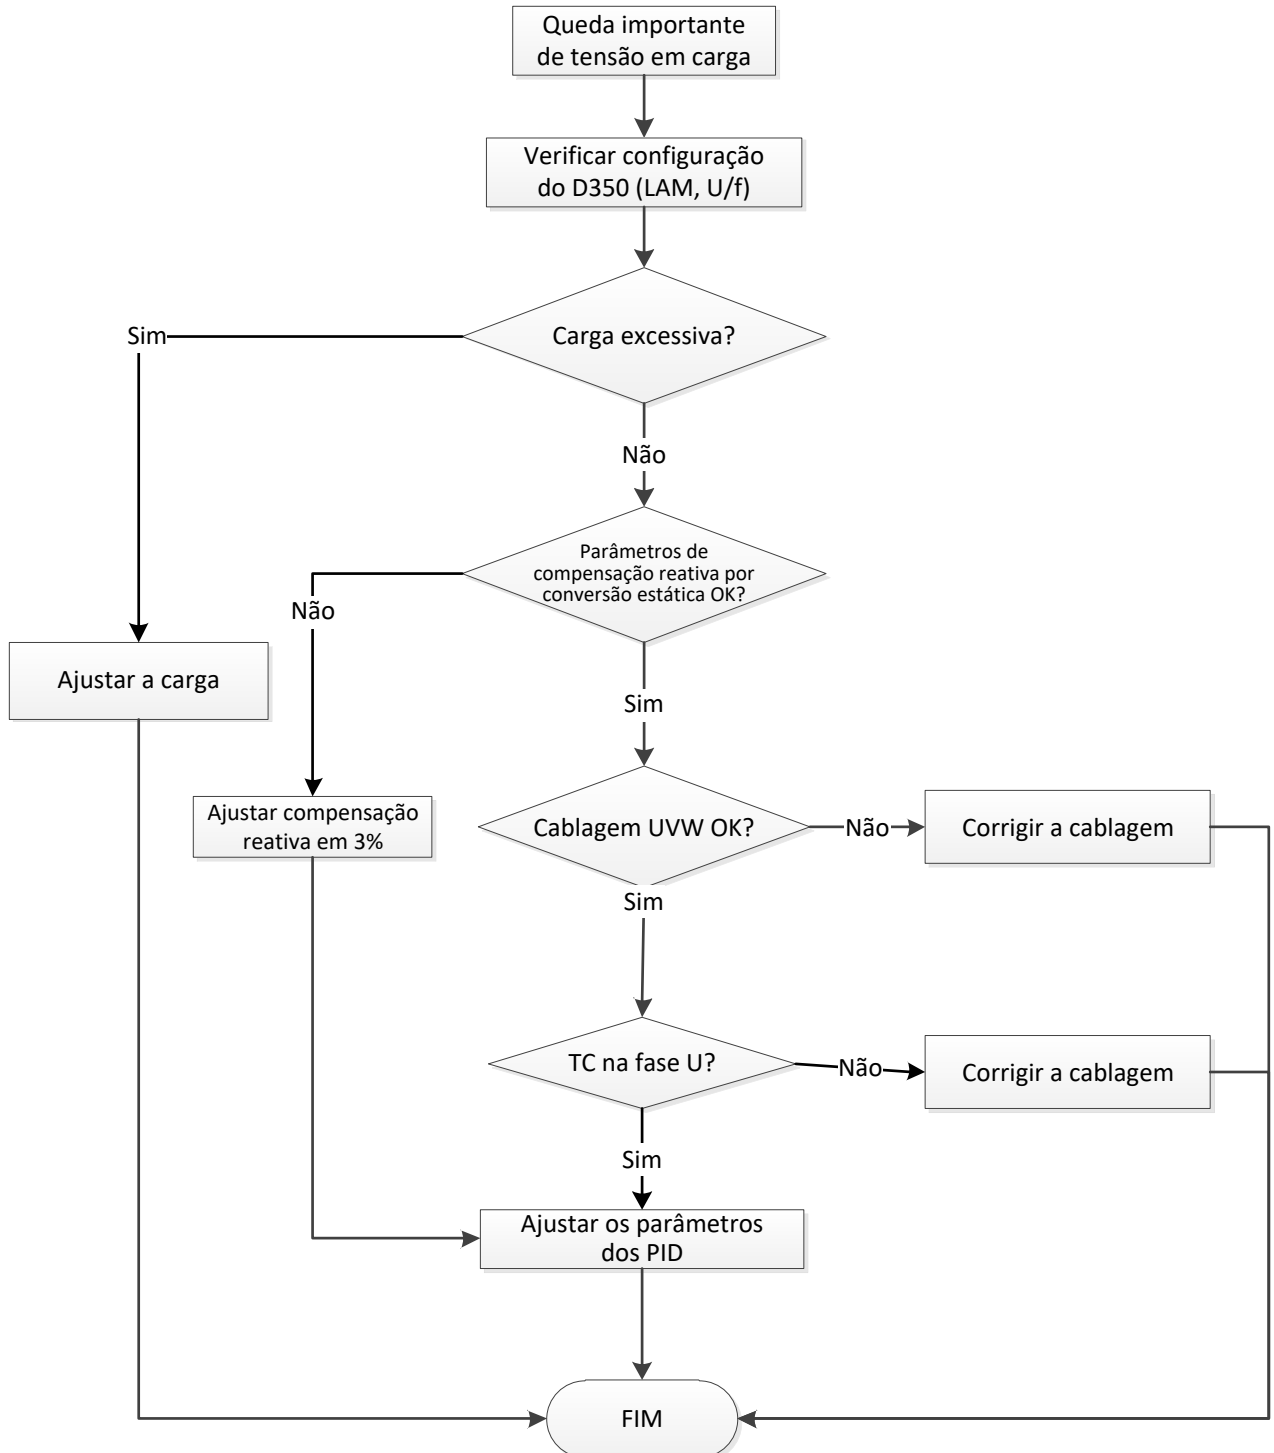 Queda importante
de tensão em carga
Verificar configuração
do D350 (LAM, U/f)
Sim
Carga excessiva?
Não
Parâmetros de
compensação reativa por
conversão estática OK?
Não
Ajustar a carga
Sim
Ajustar compensação
reativa em 3%
Cablagem UVW OK?
Não
Corrigir a cablagem
Sim
TC na fase U?
Não
Corrigir a cablagem
Sim
Ajustar os parâmetros
dos PID
FIM